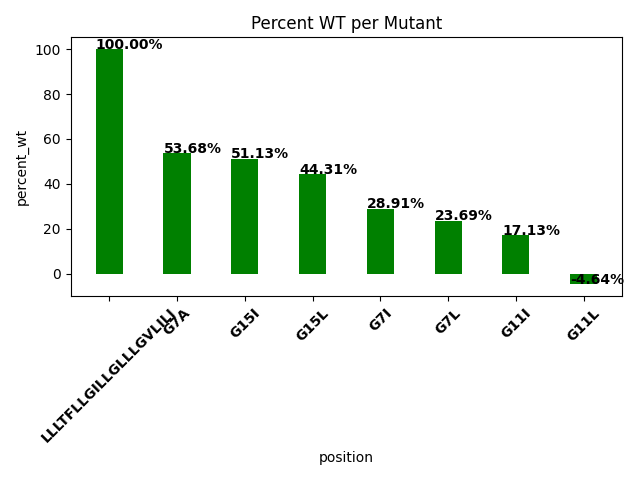 Percent WT per Mutant
percent_wt
100
80
60
40
20
0
100.00%
53.68%
51.13%
44.31%
28.91%
23.69%
17.13%
-4.64%
LLLTFLLGILLGLLLGVLILI
G7A
G15I
G15L
G7I
G7L
G11I
G11L
position